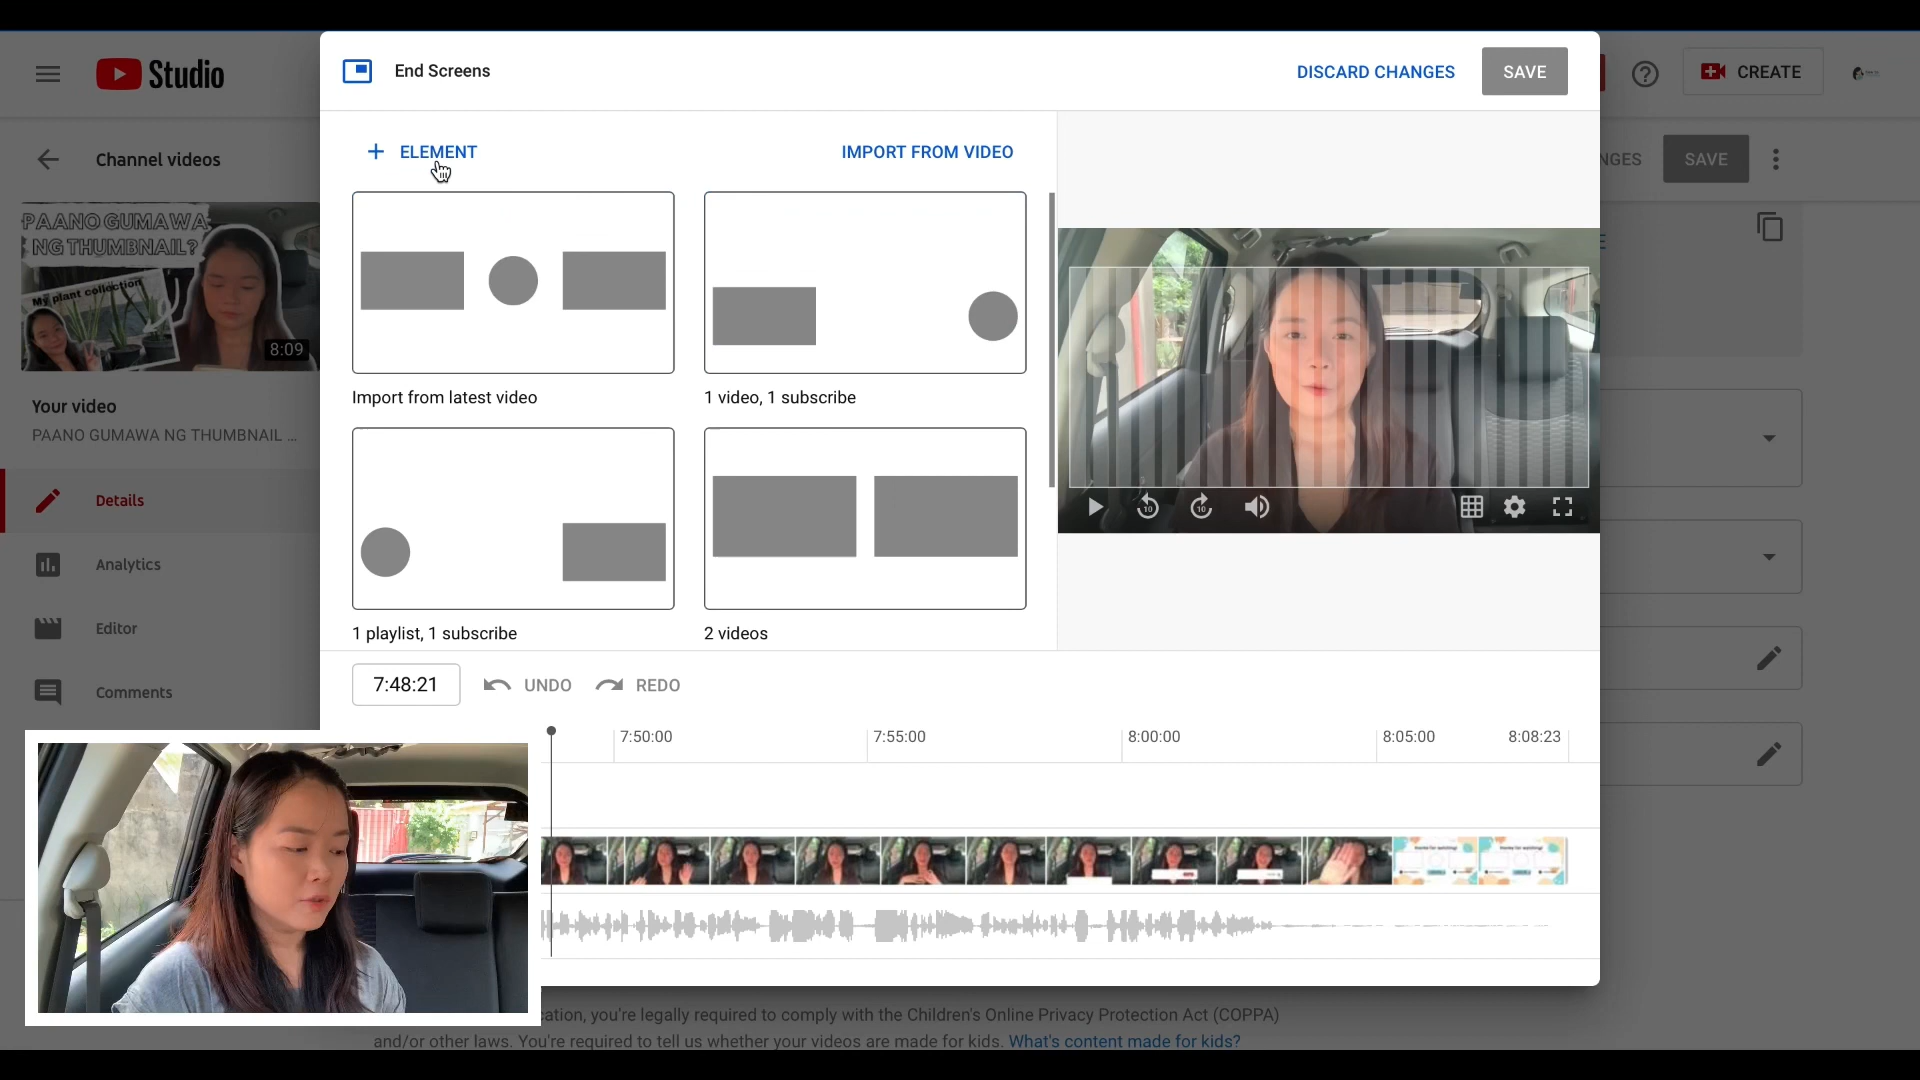 Studio
End Screens
DISCARD CHANGES
SAVE
CREATE
Channel videos
+ ELEMENT
IMPORT FROM VIDEO
NGES
SAVE
PAANO GUMAWA
NG THUMBNAIL?
My plant collection
8:09
Import from latest video
1 video, 1 subscribe
Your video
PAANO GUMAWA NG THUMBNAIL ...
Details
Analytics
Editor
Comments
10
10
1 playlist, 1 subscribe
2 videos
7:48:21
UNDO
REDO
7:50:00
7:55:00
8:00:00
8:05:00
8:08:23
cation, you're legally required to comply with the Children's Online Privacy Protection Act (COPPA)
and/or other laws. You're required to tell us whether your videos are made for kids. What's content made for kids?